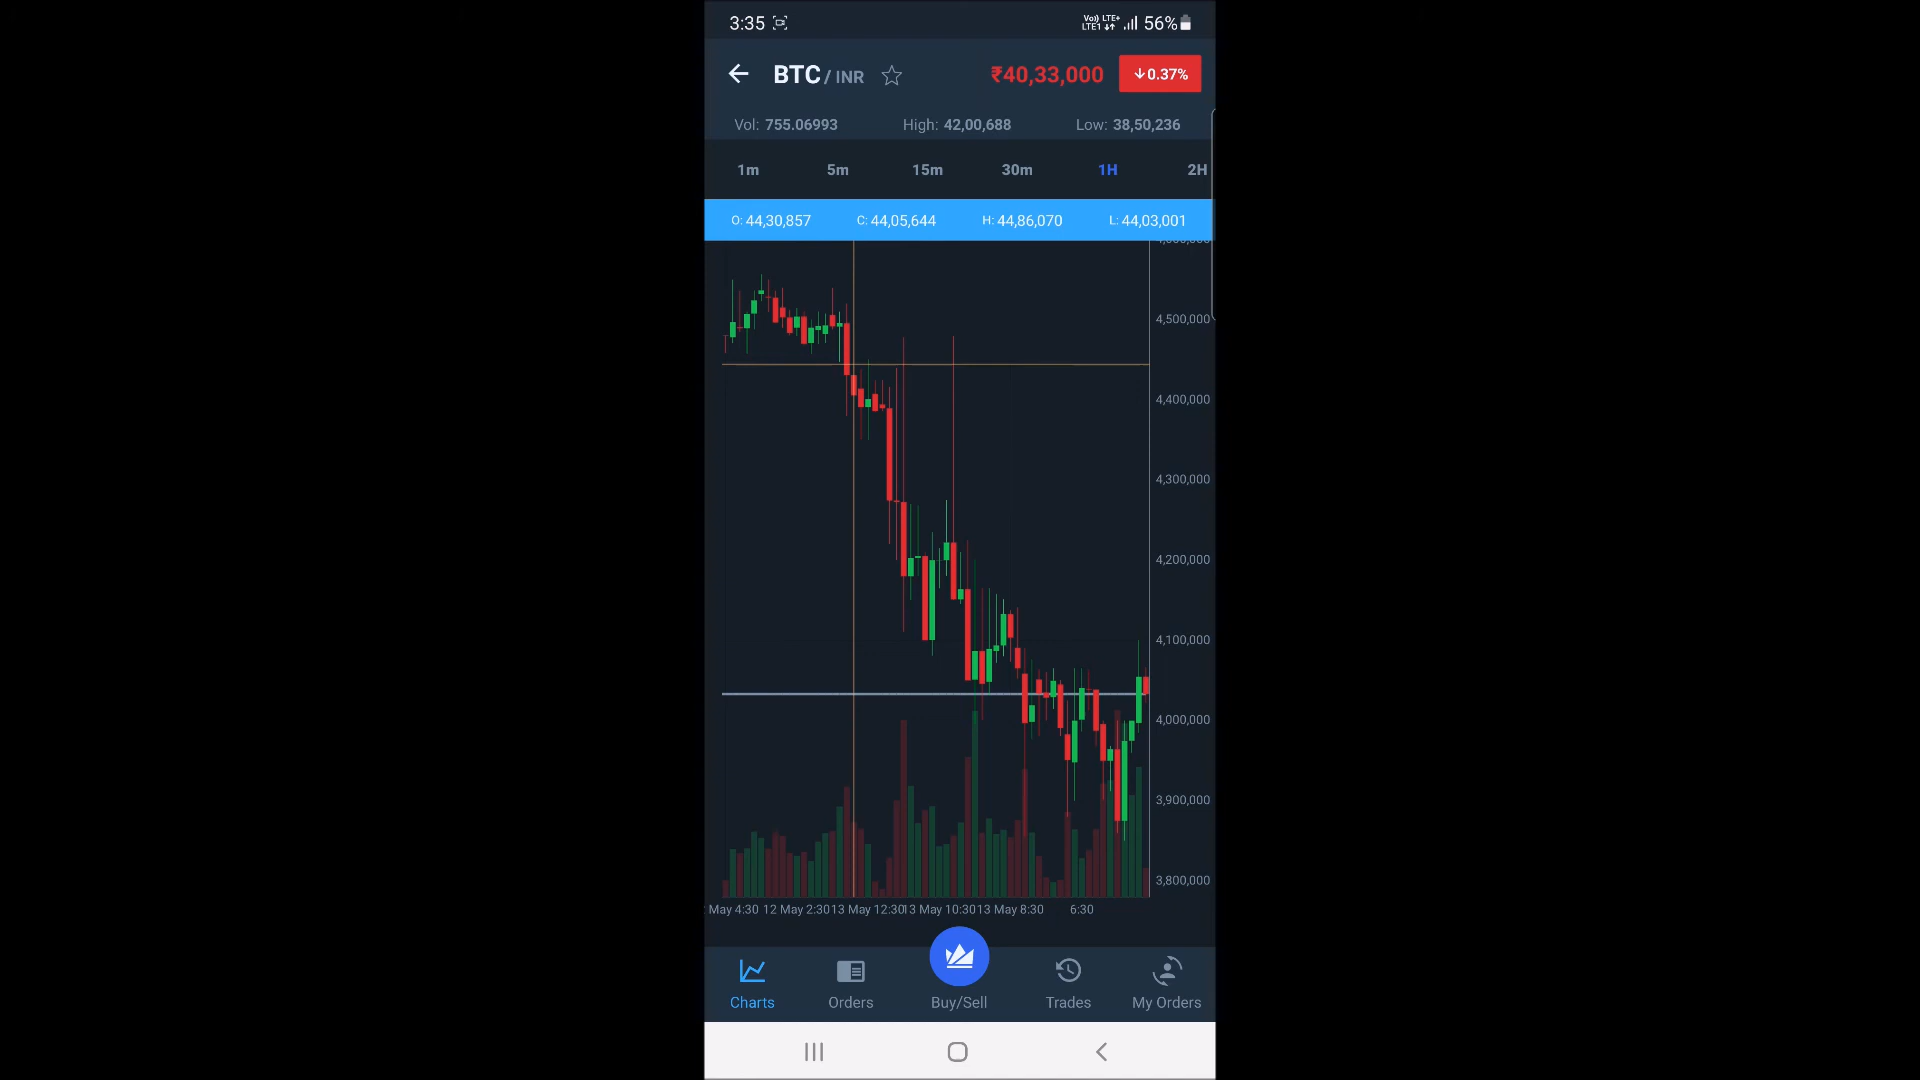 3:35 Vo)) LTE+ LTE1 56%
BTC / INR ₹40,33,000 0.37%
Vol: 755.06993 High: 42,00,688 Low: 38,50,236
1m 5m 15m 30m 1H 2H
O: 44,30,857 C: 44,05,644 H: 44,86,070 L: 44,03,001
4,500,000
4,400,000
4,300,000
4,200,000
4,100,000
4,000,000
3,900,000
3,800,000
May 4:30 12 May 2:30 13 May 12:30 13 May 10:30 13 May 8:30 6:30
Charts Orders Buy/Sell Trades My Orders